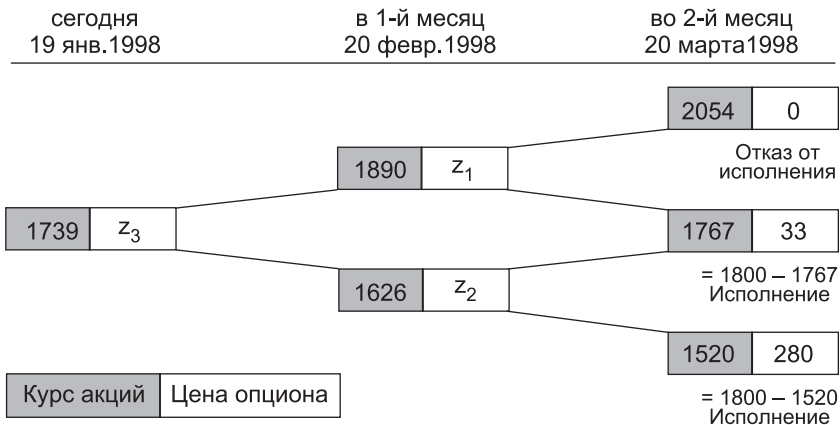 сегодня
19 янв.1998
в 1-й месяц
20 февр.1998
во 2-й месяц
20 марта1998
2054 0
Отказ от
исполнения
1890 z1
1739 z3
1767 33
= 1800 – 1767
Исполнение
1626 z2
1520 280
= 1800 – 1520
Исполнение
Курс акций Цена опциона